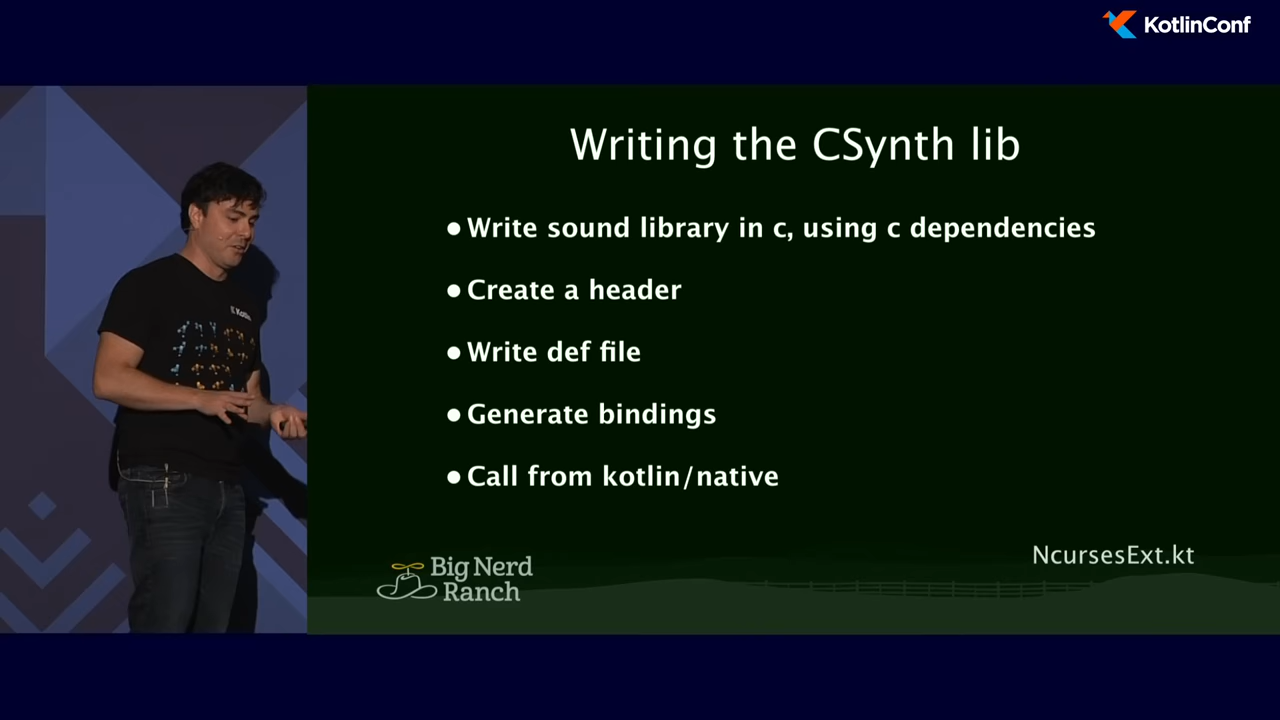 KotlinConf
Writing the CSynth lib
•Write sound library in c, using c dependencies
•Create a header
•Write def file
•Generate bindings
•Call from kotlin/native
NcursesExt.kt
Big Nerd
Ranch